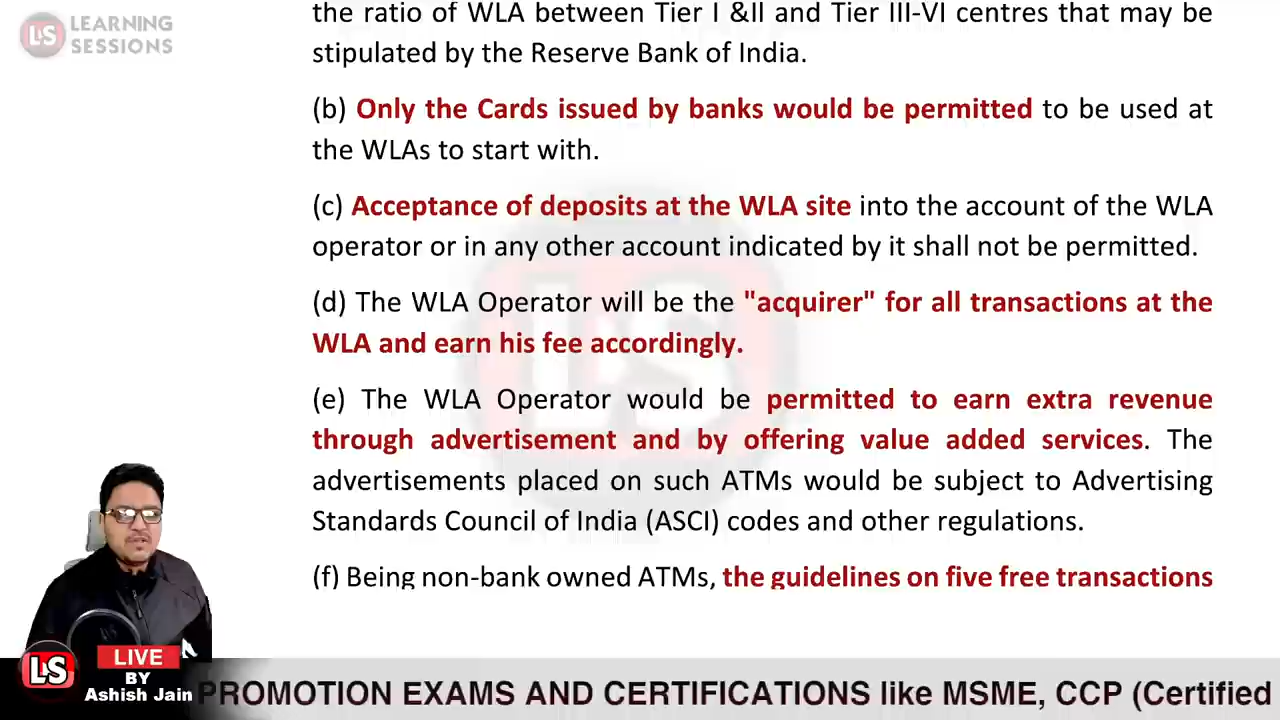 LS LEARNING
SESSIONS
the ratio of WLA between Tier I &II and Tier III-VI centres that may be
stipulated by the Reserve Bank of India.
(b) Only the Cards issued by banks would be permitted to be used at
the WLAs to start with.
(c) Acceptance of deposits at the WLA site into the account of the WLA
operator or in any other account indicated by it shall not be permitted.
(d) The WLA Operator will be the "acquirer" for all transactions at the
WLA and earn his fee accordingly.
(e) The WLA Operator would be permitted to earn extra revenue
through advertisement and by offering value added services. The
advertisements placed on such ATMs would be subject to Advertising
Standards Council of India (ASCI) codes and other regulations.
(f) Being non-bank owned ATMs, the guidelines on five free transactions
LS
LS
LIVE
BY
Ashish Jain
PROMOTION EXAMS AND CERTIFICATIONS like MSME, CCP (Certified